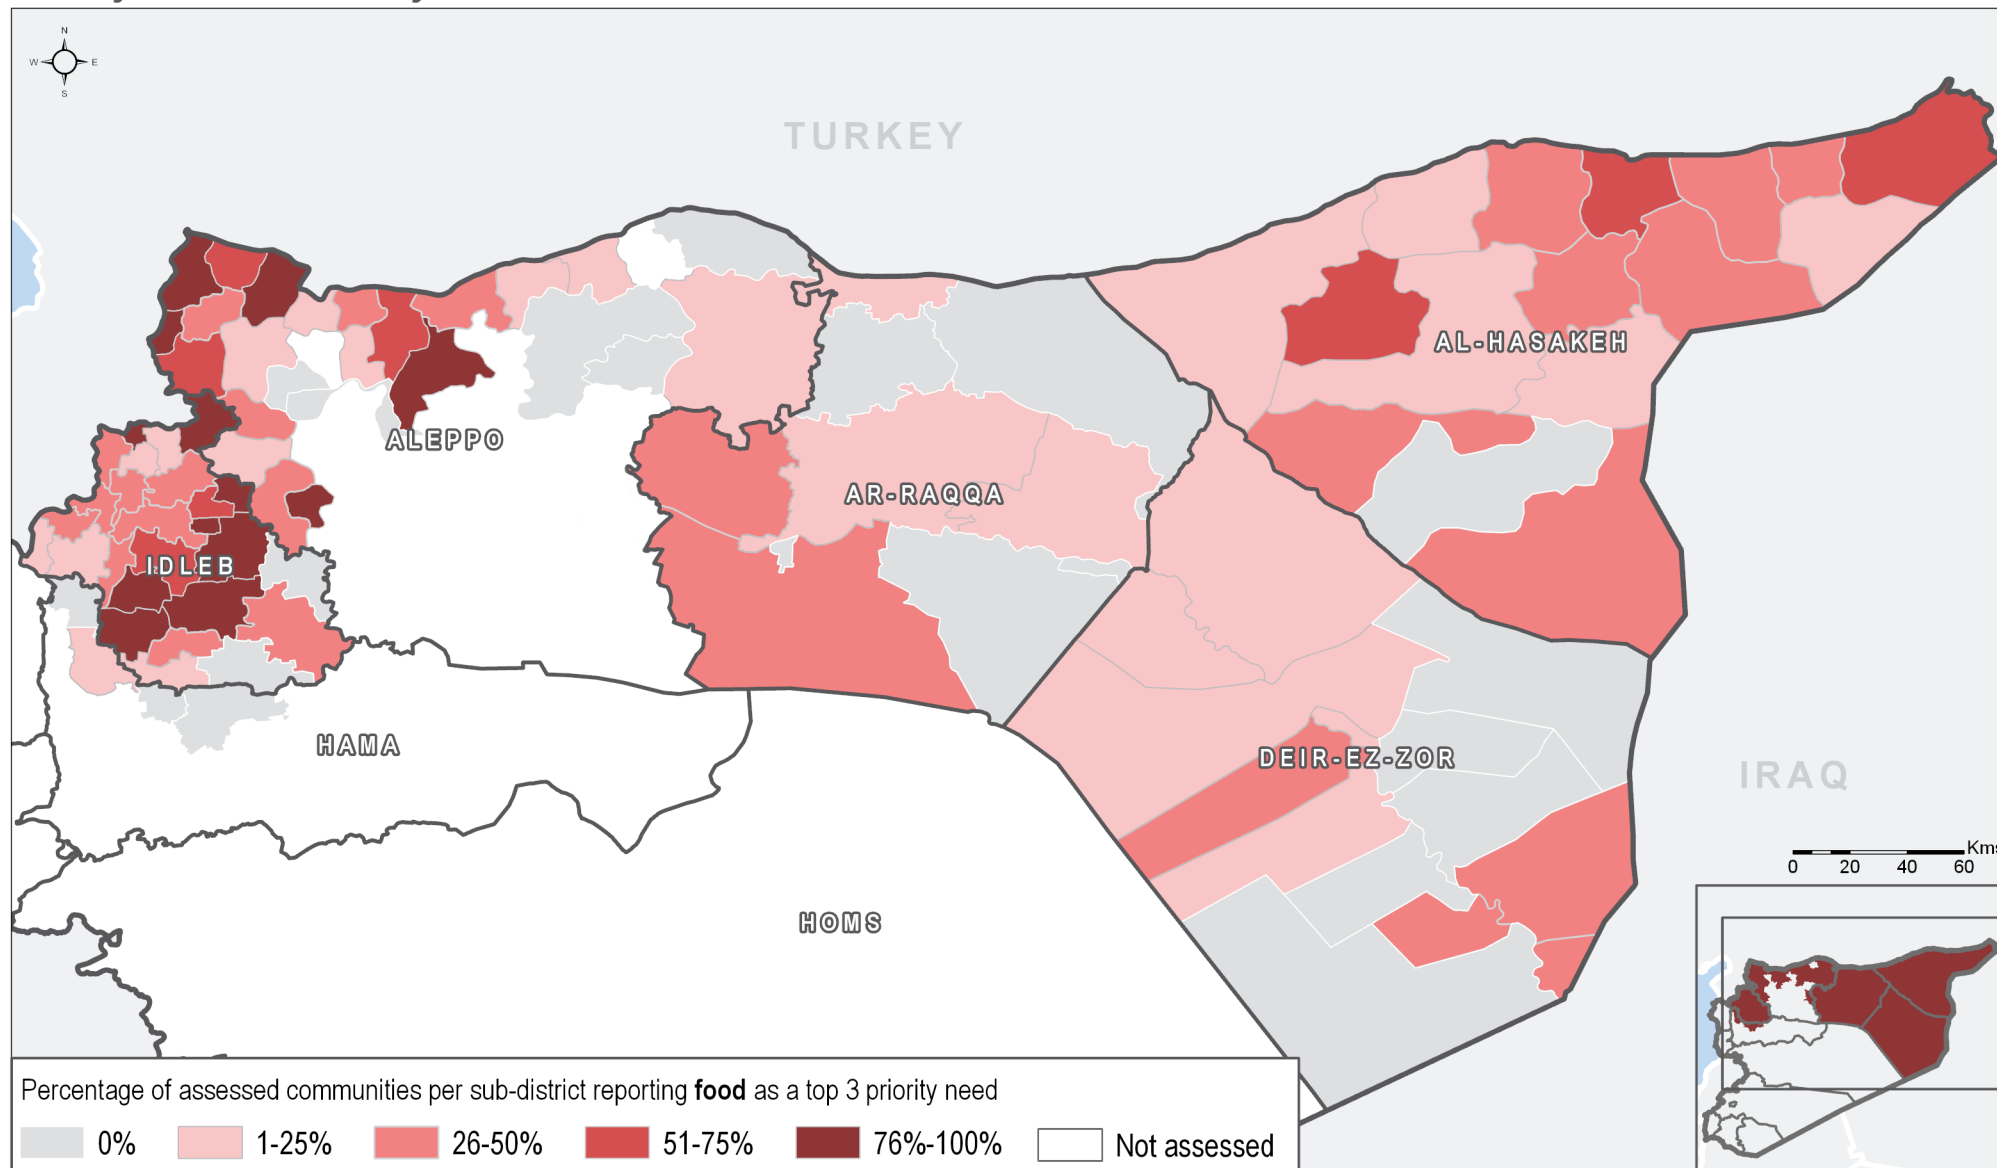 N
W E
S
TURKEY
AL-HASAKEH
ALEPPO
AR-RAQQA
IDLEB
HAMA
DEIR-EZ-ZOR
IRAQ
HOMS
Kms
0 20 40 60
Percentage of assessed communities per sub-district reporting food as a top 3 priority need
0% 1-25% 26-50% 51-75% 76%-100% Not assessed